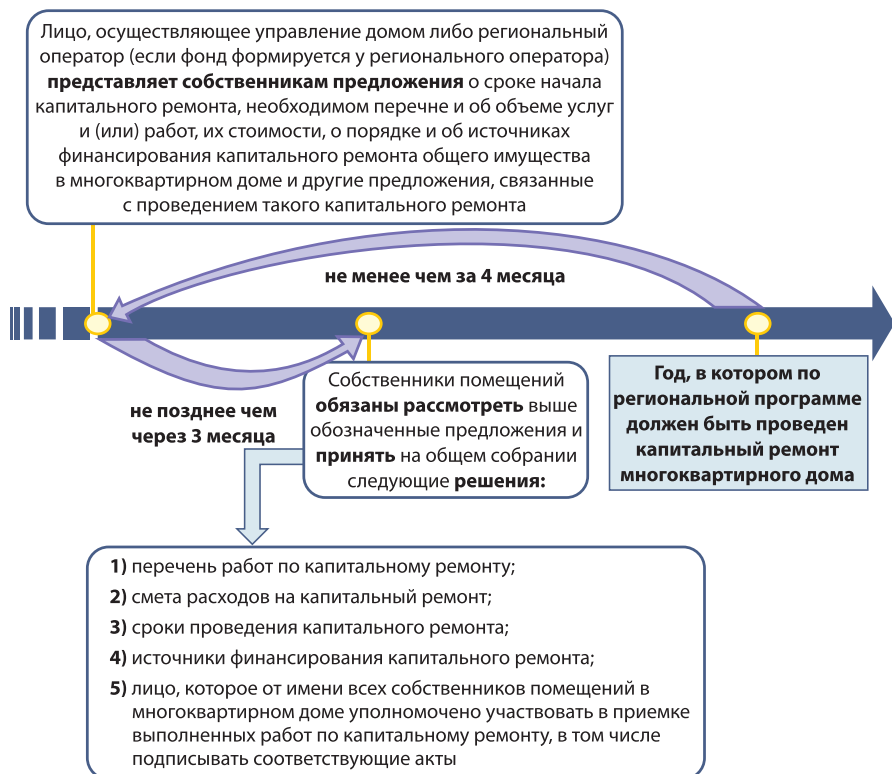 Лицо, осуществляющее управление домом либо региональный
оператор (если фонд формируется у регионального оператора)
представляет собственникам предложения о сроке начала
капитального ремонта, необходимом перечне и об объеме услуг
и (или) работ, их стоимости, о порядке и об источниках
финансирования капитального ремонта общего имущества
в многоквартирном доме и другие предложения, связанные
с проведением такого капитального ремонта
не менее чем за 4 месяца
не позднее чем
через 3 месяца
Собственники помещений
обязаны рассмотреть выше
обозначенные предложения и
принять на общем собрании
следующие решения:
Год, в котором по
региональной программе
должен быть проведен
капитальный ремонт
многоквартирного дома
1) перечень работ по капитальному ремонту;
2) смета расходов на капитальный ремонт;
3) сроки проведения капитального ремонта;
4) источники финансирования капитального ремонта;
5) лицо, которое от имени всех собственников помещений в
многоквартирном доме уполномочено участвовать в приемке
выполненных работ по капитальному ремонту, в том числе
подписывать соответствующие акты